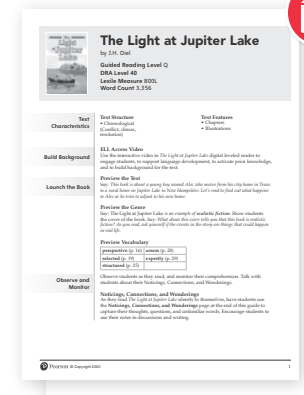 The Light
at Jupiter
Lake
The Light at Jupiter Lake
by J.H. Diel
Guided Reading Level Q
DRA Level 40
Lexile Measure 800L
Word Count 3,356
Text
Characteristics
Text Structure
• Chronological
(Conflict, climax,
resolution)
Text Features
• Chapters
• Illustrations
Build Background
ELL Access Video
Use the interactive video in The Light at Jupiter Lake digital leveled reader to
engage students, to support language development, to activate prior knowledge,
and to build background for reading.
Launch the Book
Preview the Text
Say: This book is about a young boy named Alec who moves from his city home in Texas
to a rural home on Jupiter Lake in New Hampshire. Let's read to find out what happens
to Alec as he tries to adjust to his new home.
Preview the Genre
Say: The Light at Jupiter Lake is an example of realistic fiction. Show students
the cover of the book. Say: What about this cover tells you this book is realistic
fiction? As you read, ask yourself if the events in the story are things that could happen
in real life.
Preview Vocabulary
perspective (p. 16) assess (p. 28)
selected (p. 19) expertly (p. 29)
structured (p. 25)
Observe and
Monitor
Observe students as they read, and monitor their comprehension. Talk with
students about their Noticings, Connections, and Wonderings.
Noticings, Connections, and Wonderings
As they read The Light at Jupiter Lake silently to themselves, have students use
the Noticings, Connections, and Wonderings page at the end of this guide to
capture their thoughts, questions, and unfamiliar words. Encourage students to
use their notes in discussions and writing.
Pearson © Copyright 2022
1